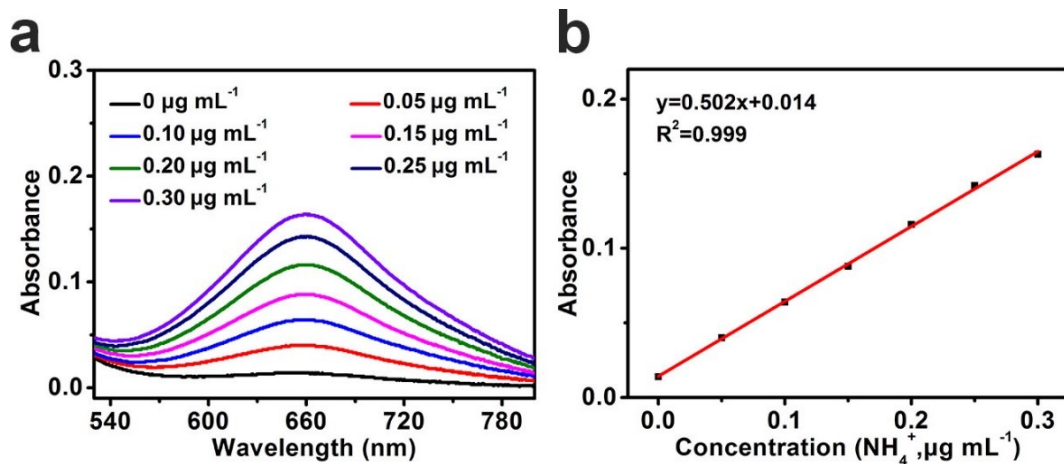 a
0.3
0.2
0.1
0.0
Absorbance
0 µg mL⁻¹
0.05 µg mL⁻¹
0.10 µg mL⁻¹
0.15 µg mL⁻¹
0.20 µg mL⁻¹
0.25 µg mL⁻¹
0.30 µg mL⁻¹
540 600 660 720 780
Wavelength (nm)
b
0.2
0.1
0.0
Absorbance
y=0.502x+0.014
R²=0.999
0.0 0.1 0.2 0.3
Concentration (NH₄⁺,µg mL⁻¹)